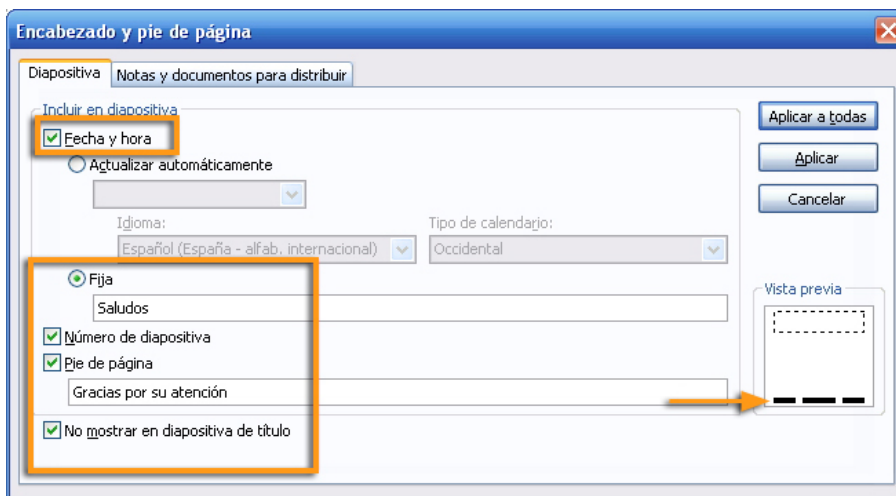 Encabezado y pie de página
Diapositiva Notas y documentos para distribuir
Incluir en diapositiva
Fecha y hora
Actualizar automáticamente
Idioma: Tipo de calendario:
Español (España - alfab. internacional) Occidental
Fija
Saludos
Número de diapositiva
Pie de página
Gracias por su atención
No mostrar en diapositiva de título
Aplicar a todas
Aplicar
Cancelar
Vista previa